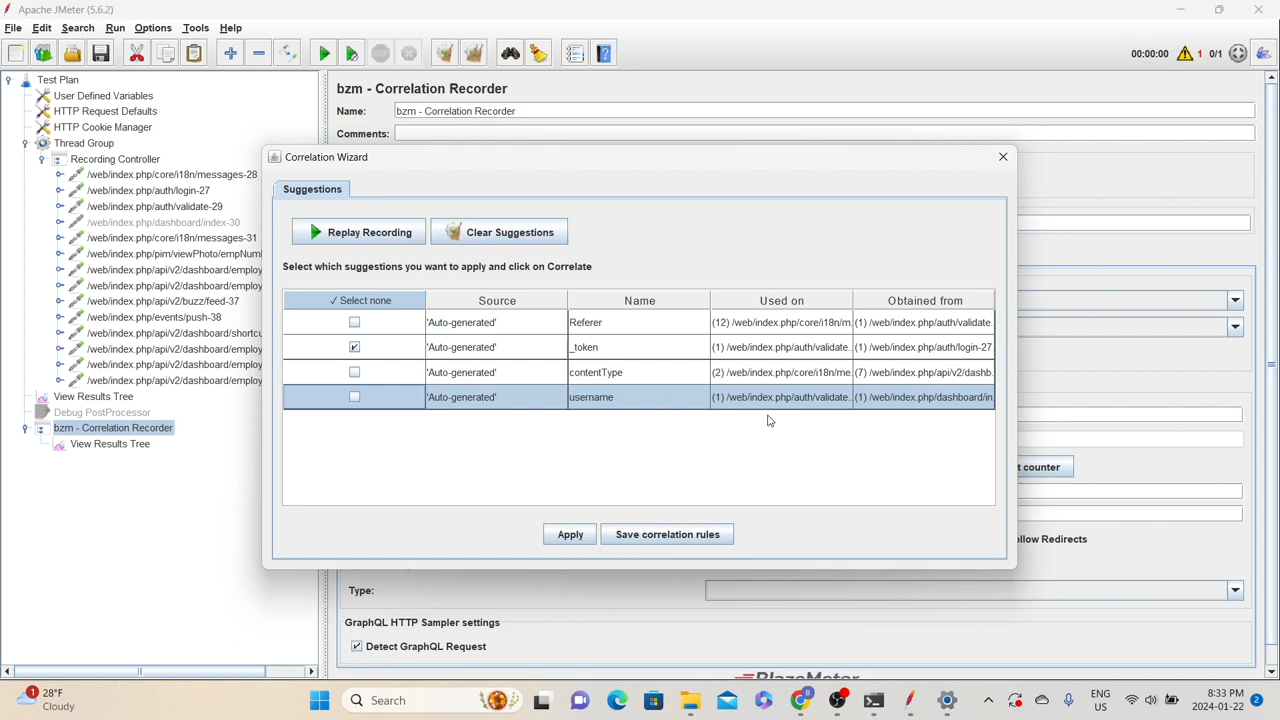 Apache JMeter (5.6.2)
File Edit Search Run Options Tools Help
00:00:00 1 0/1
Test Plan
User Defined Variables
HTTP Request Defaults
HTTP Cookie Manager
Thread Group
Recording Controller
/web/index.php/core/i18n/messages-28
/web/index.php/auth/login-27
/web/index.php/auth/validate-29
/web/index.php/dashboard/index-30
/web/index.php/core/i18n/messages-31
/web/index.php/pim/viewPhoto/empNuml
/web/index.php/api/v2/dashboard/employ
/web/index.php/api/v2/dashboard/employ
/web/index.php/api/v2/buzz/feed-37
/web/index.php/events/push-38
/web/index.php/api/v2/dashboard/shortcu
/web/index.php/api/v2/dashboard/employ
/web/index.php/api/v2/dashboard/employ
/web/index.php/api/v2/dashboard/employ
View Results Tree
Debug PostProcessor
bzm - Correlation Recorder
View Results Tree
bzm - Correlation Recorder
Name: bzm - Correlation Recorder
Comments:
Correlation Wizard
Suggestions
Replay Recording Clear Suggestions
Select which suggestions you want to apply and click on Correlate
✓ Select none Source Name Used on Obtained from
'Auto-generated' Referer (12) /web/index.php/core/i18n/m. (1) /web/index.php/auth/validate.
'Auto-generated' _token (1) /web/index.php/auth/validate.. (1) /web/index.php/auth/login-27
'Auto-generated' contentType (2) /web/index.php/core/i18n/me... (7) /web/index.php/api/v2/dashb.
'Auto-generated' username (1) /web/index.php/auth/validate.. (1) /web/index.php/dashboard/in.
Apply Save correlation rules
t counter
ollow Redirects
Type:
GraphQL HTTP Sampler settings
Detect GraphQL Request
BlazeMeter
1 28°F
Cloudy
Search
ENG
US
8:33 PM
2024-01-22
2